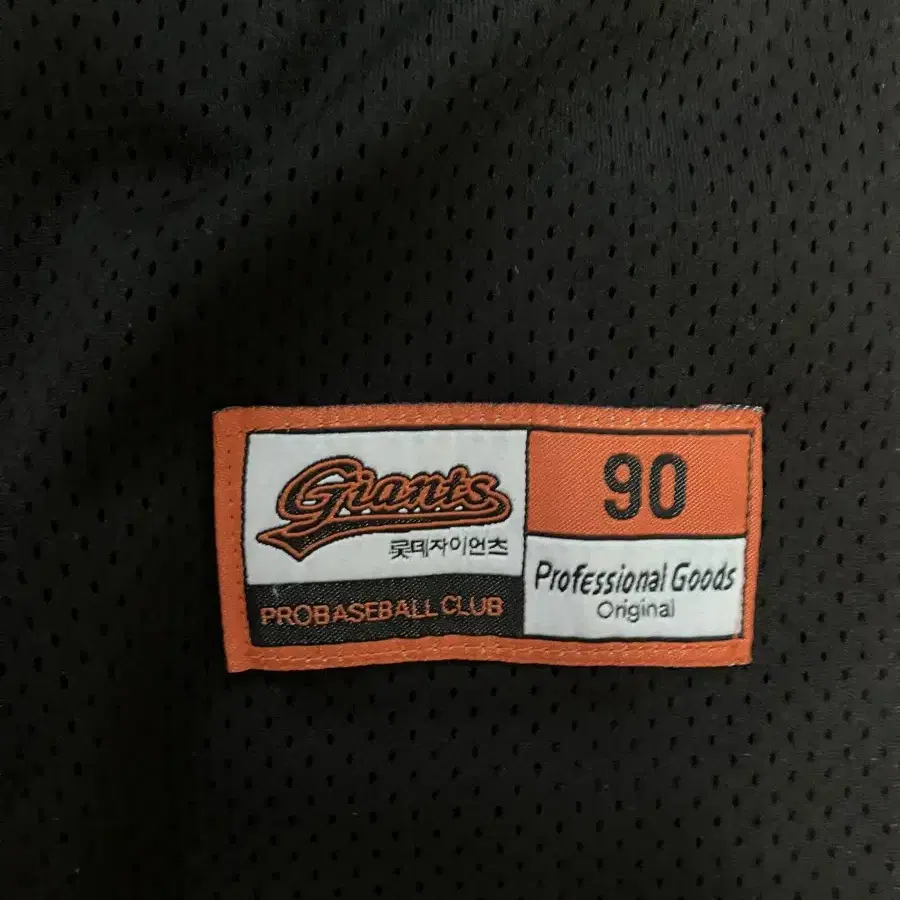 Giants
롯데자이언츠
PROBASEBALL CLUB
90
Professional Goods
Original